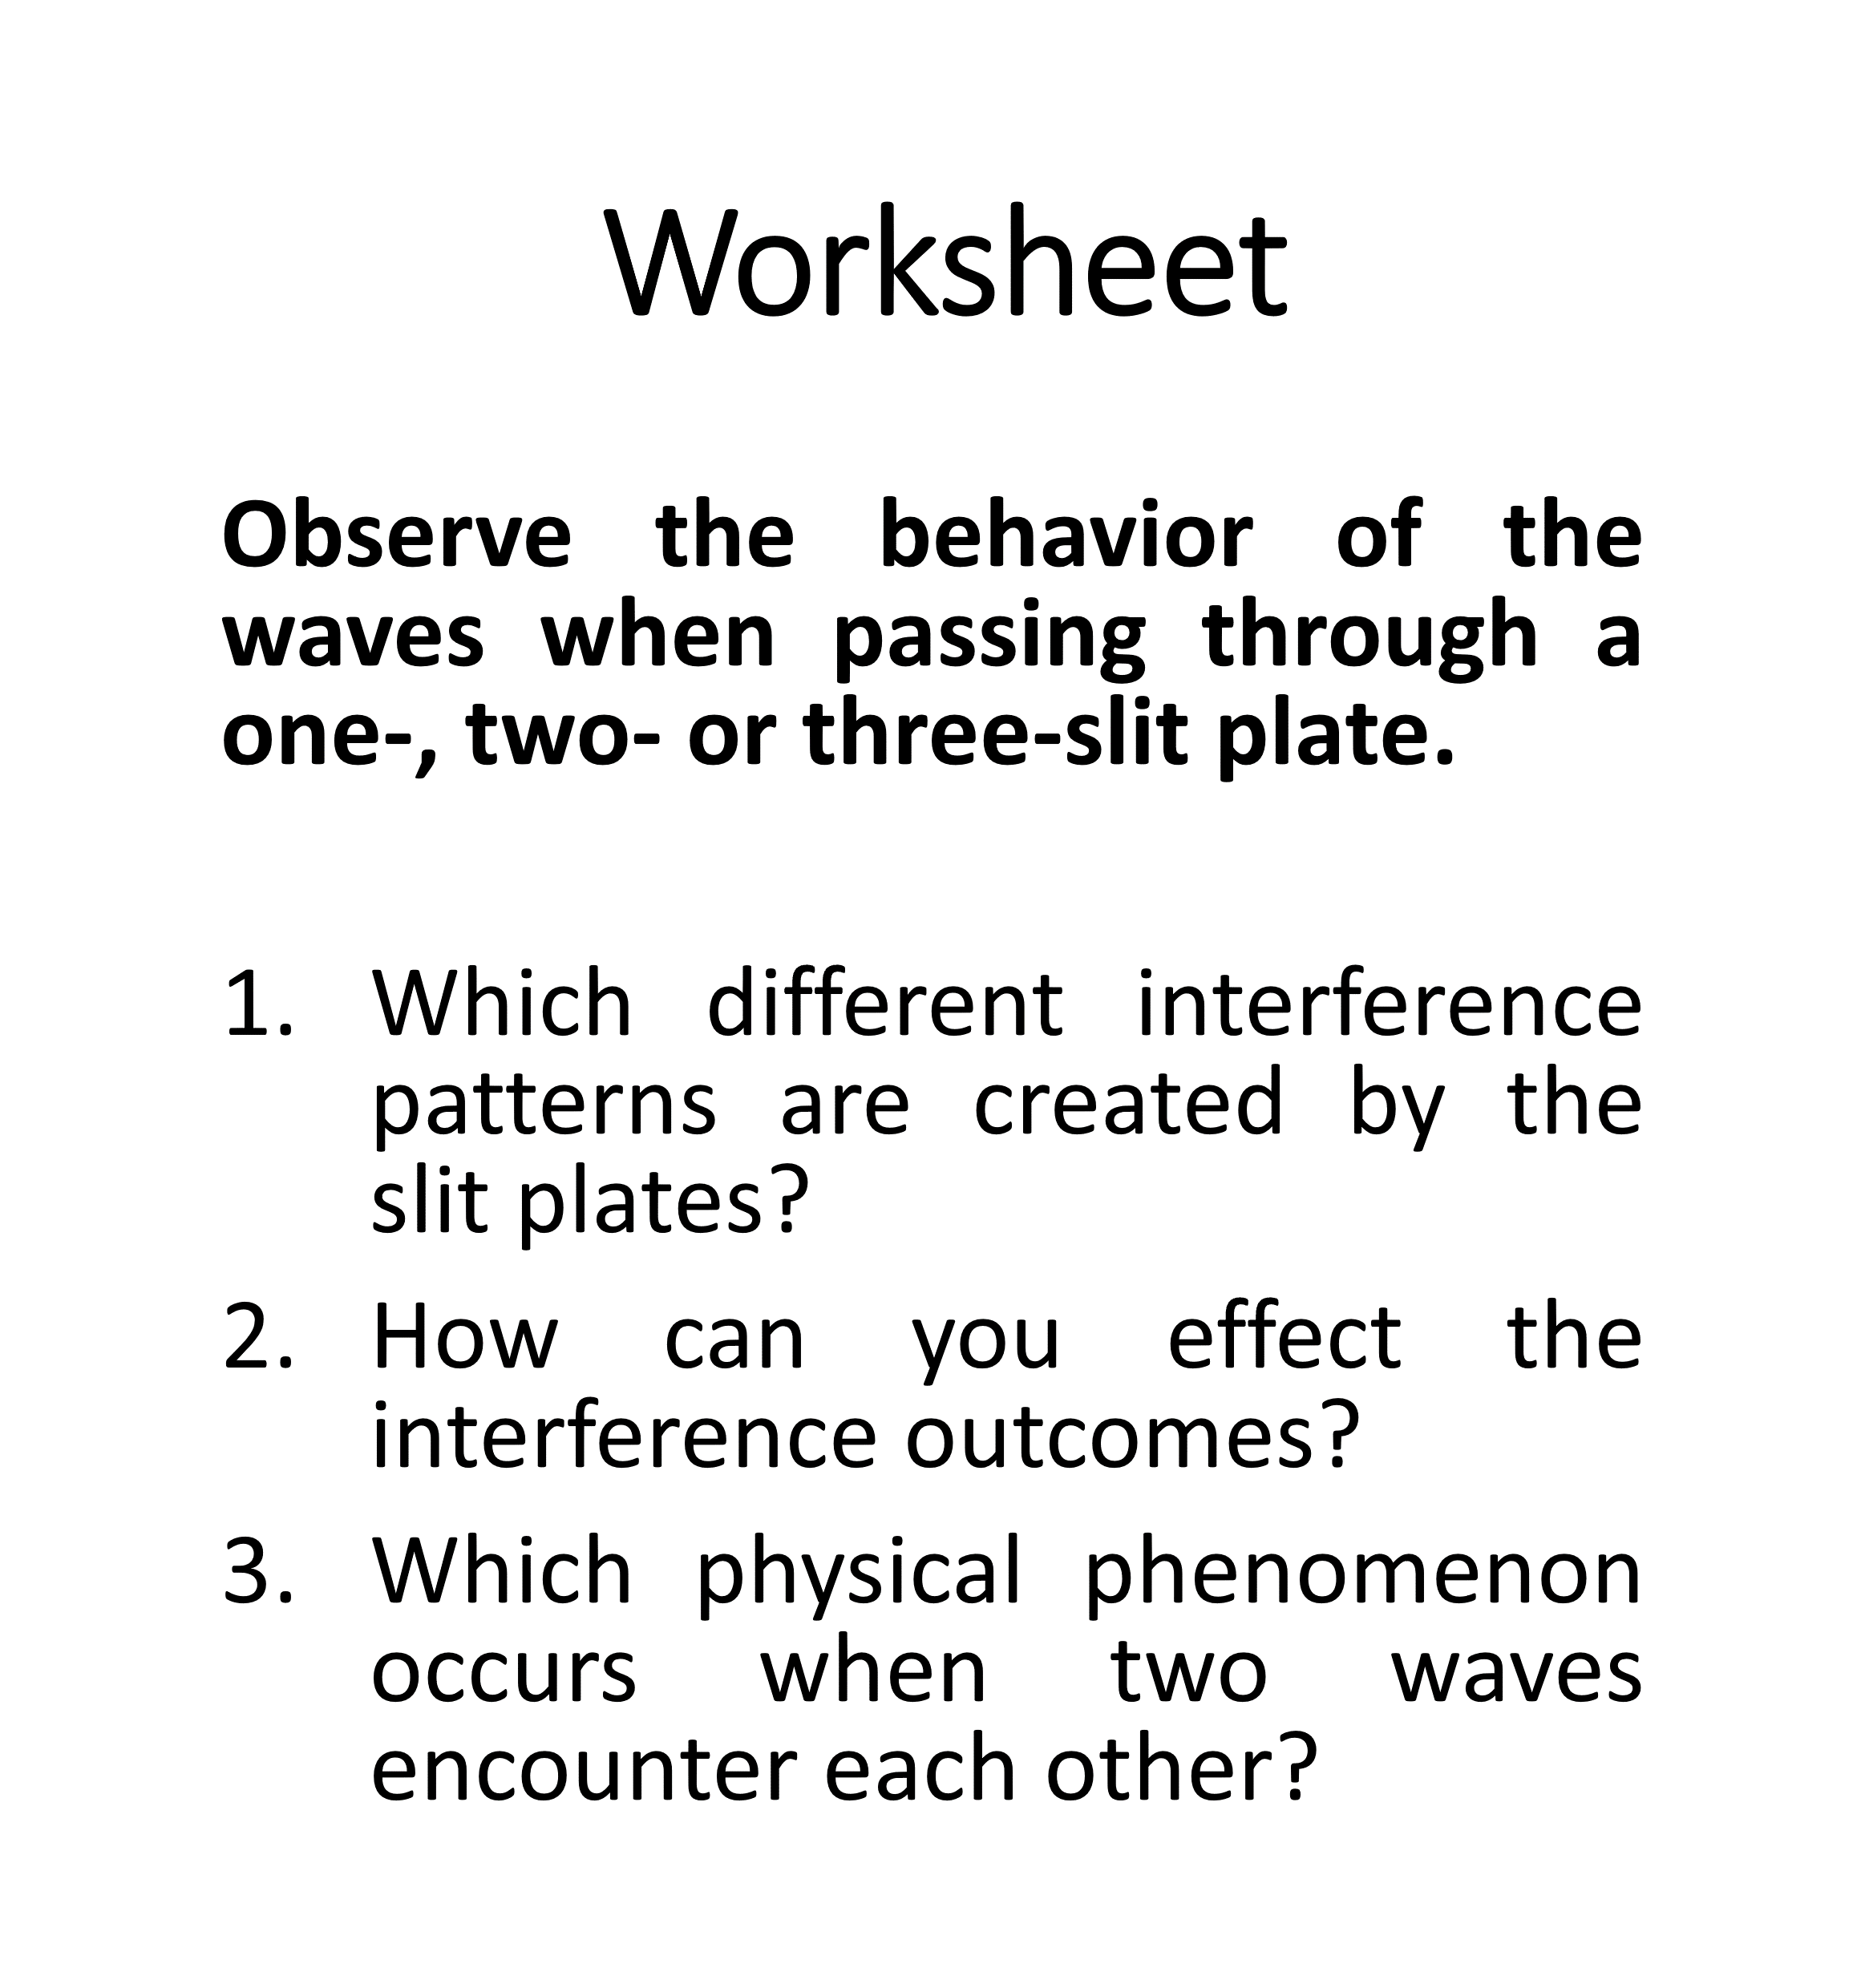 Worksheet
Observe the behavior of the
waves when passing through a
one-, two- or three-slit plate.
1. Which different interference
patterns are created by the
slit plates?
2. How can you effect the
interference outcomes?
3. Which physical phenomenon
occurs when two waves
encounter each other?